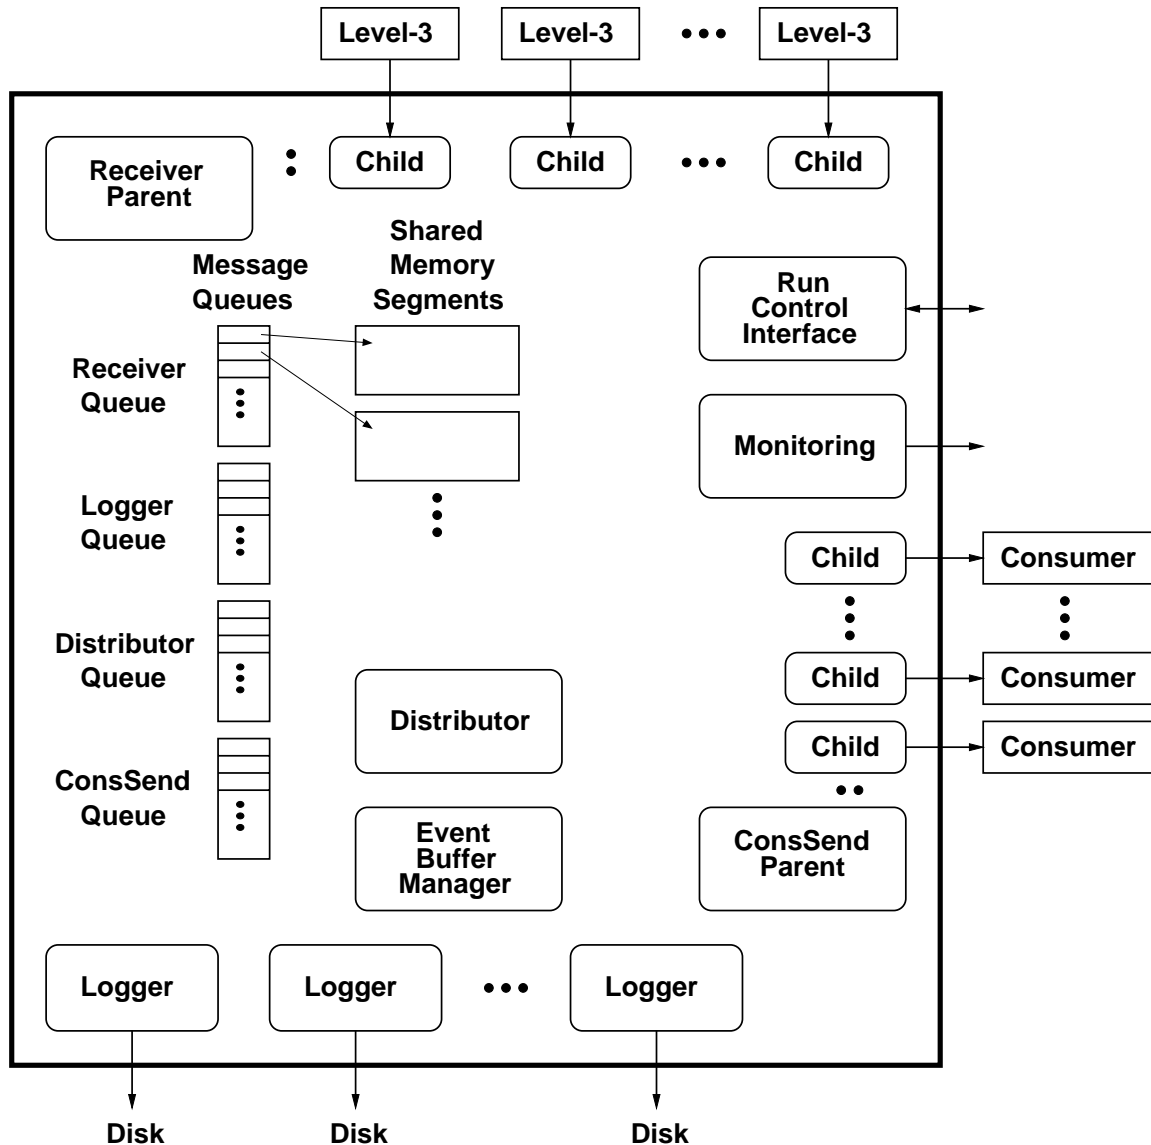 Level-3
Level-3
Level-3
Receiver
Parent
Child
Child
Child
Message
Queues
Shared
Memory
Segments
Run
Control
Interface
Receiver
Queue
Monitoring
Logger
Queue
Child
Consumer
Distributor
Queue
Child
Consumer
Distributor
Child
Consumer
ConsSend
Queue
Event
Buffer
Manager
ConsSend
Parent
Logger
Logger
Logger
Disk
Disk
Disk